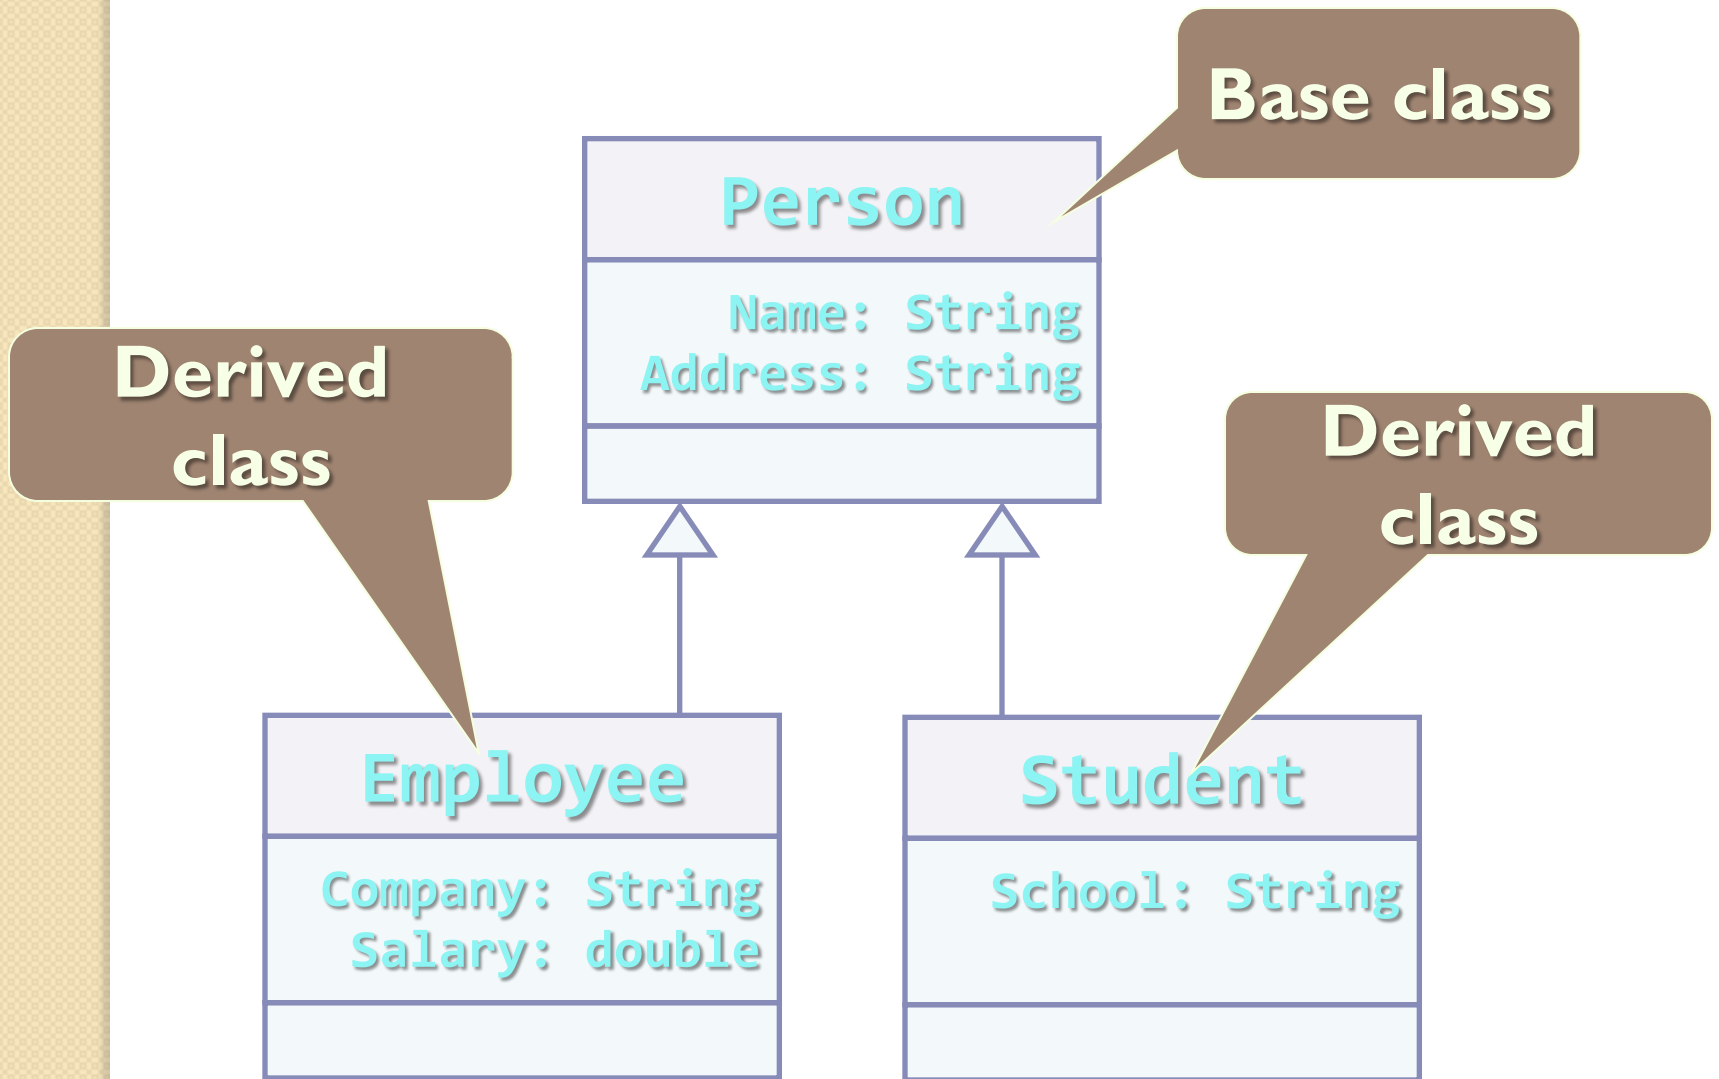 Base class
Person
Name: String
Address: String
Derived
class
Derived
class
Employee
Company: String
Salary: double
Student
School: String